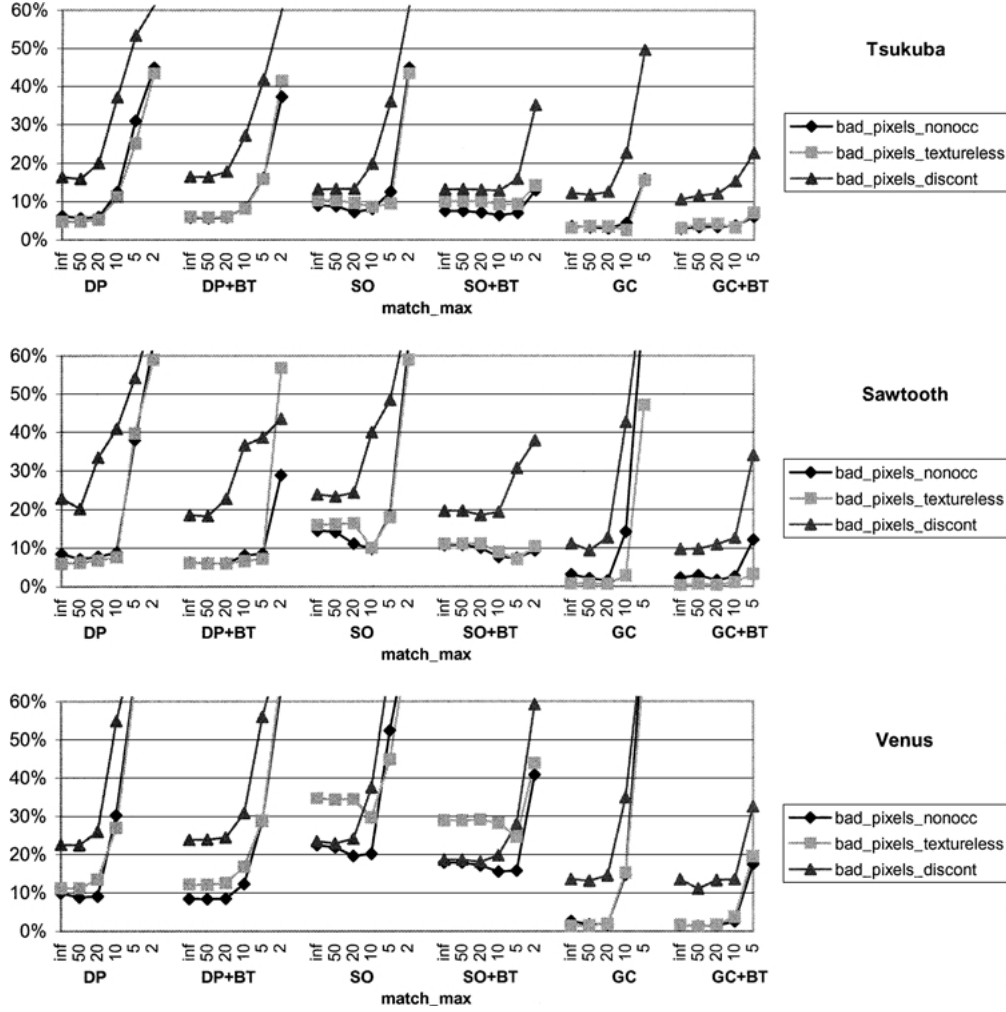 60%
50%
40%
30%
20%
10%
0%
inf 50 20 10 5 2 inf 50 20 10 5 2 inf 50 20 10 5 2 inf 50 20 10 5 2 inf 50 20 10 5 inf 50 20 10 5
DP DP+BT SO SO+BT GC GC+BT
match_max
Tsukuba
bad_pixels_nonocc
bad_pixels_textureless
bad_pixels_discont
60%
50%
40%
30%
20%
10%
0%
inf 50 20 10 5 2 inf 50 20 10 5 2 inf 50 20 10 5 2 inf 50 20 10 5 2 inf 50 20 10 5 inf 50 20 10 5
DP DP+BT SO SO+BT GC GC+BT
match_max
Sawtooth
bad_pixels_nonocc
bad_pixels_textureless
bad_pixels_discont
60%
50%
40%
30%
20%
10%
0%
inf 50 20 10 5 2 inf 50 20 10 5 2 inf 50 20 10 5 2 inf 50 20 10 5 2 inf 50 20 10 5 inf 50 20 10 5
DP DP+BT SO SO+BT GC GC+BT
match_max
Venus
bad_pixels_nonocc
bad_pixels_textureless
bad_pixels_discont